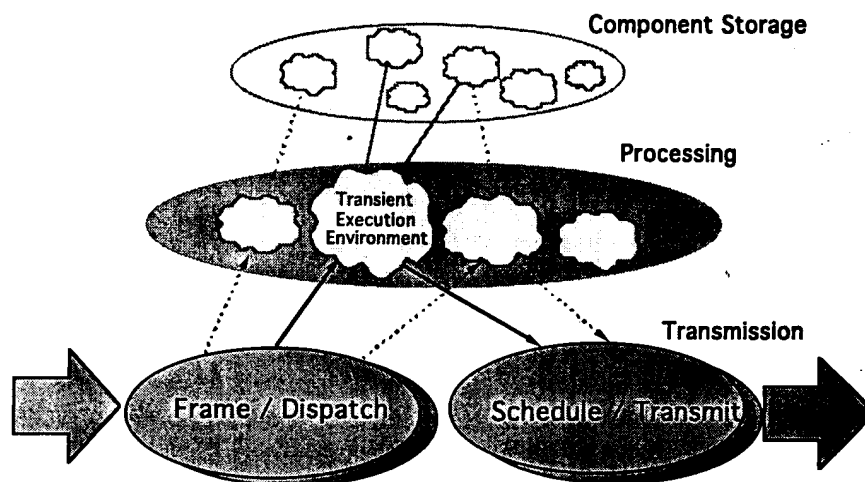 Component Storage
Processing
Transient
Execution
Environment
Transmission
Frame / Dispatch
Schedule / Transmit